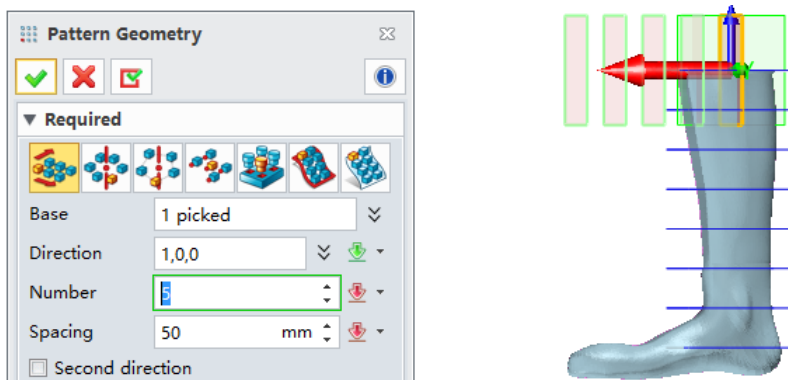 Pattern Geometry
Required
Base 1 picked
Direction 1,0,0
Number 5
Spacing 50 mm
Second direction